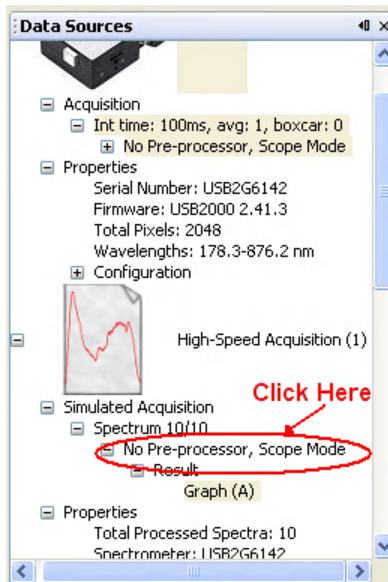 Data Sources
Acquisition
Int time: 100ms, avg: 1, boxcar: 0
No Pre-processor, Scope Mode
Properties
Serial Number: USB2G6142
Firmware: USB2000 2.41.3
Total Pixels: 2048
Wavelengths: 178.3-876.2 nm
Configuration
High-Speed Acquisition (1)
Click Here
Simulated Acquisition
Spectrum 10/10
No Pre-processor, Scope Mode
Result
Graph (A)
Properties
Total Processed Spectra: 10
Spectrometer: USB2G6142